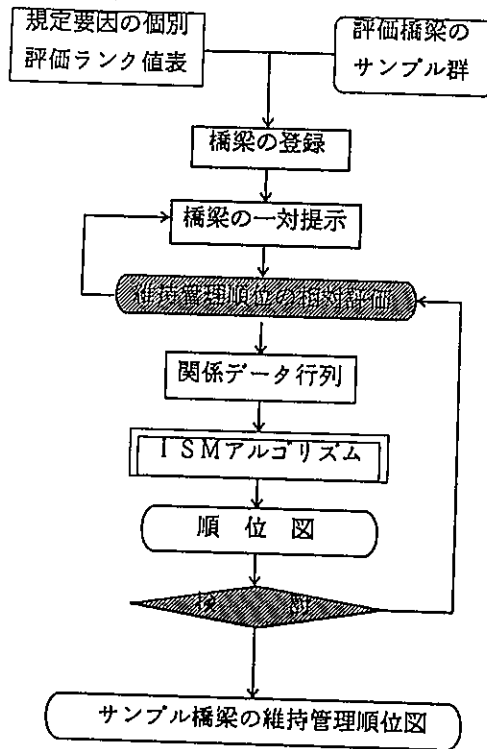 規定要因の個別
評価ランク値表
評価橋梁の
サンプル群
橋梁の登録
橋梁の一対提示
維持管理順位の相対評価
関係データ行列
ISMアルゴリズム
順 位 図
検 討
サンプル橋梁の維持管理順位図